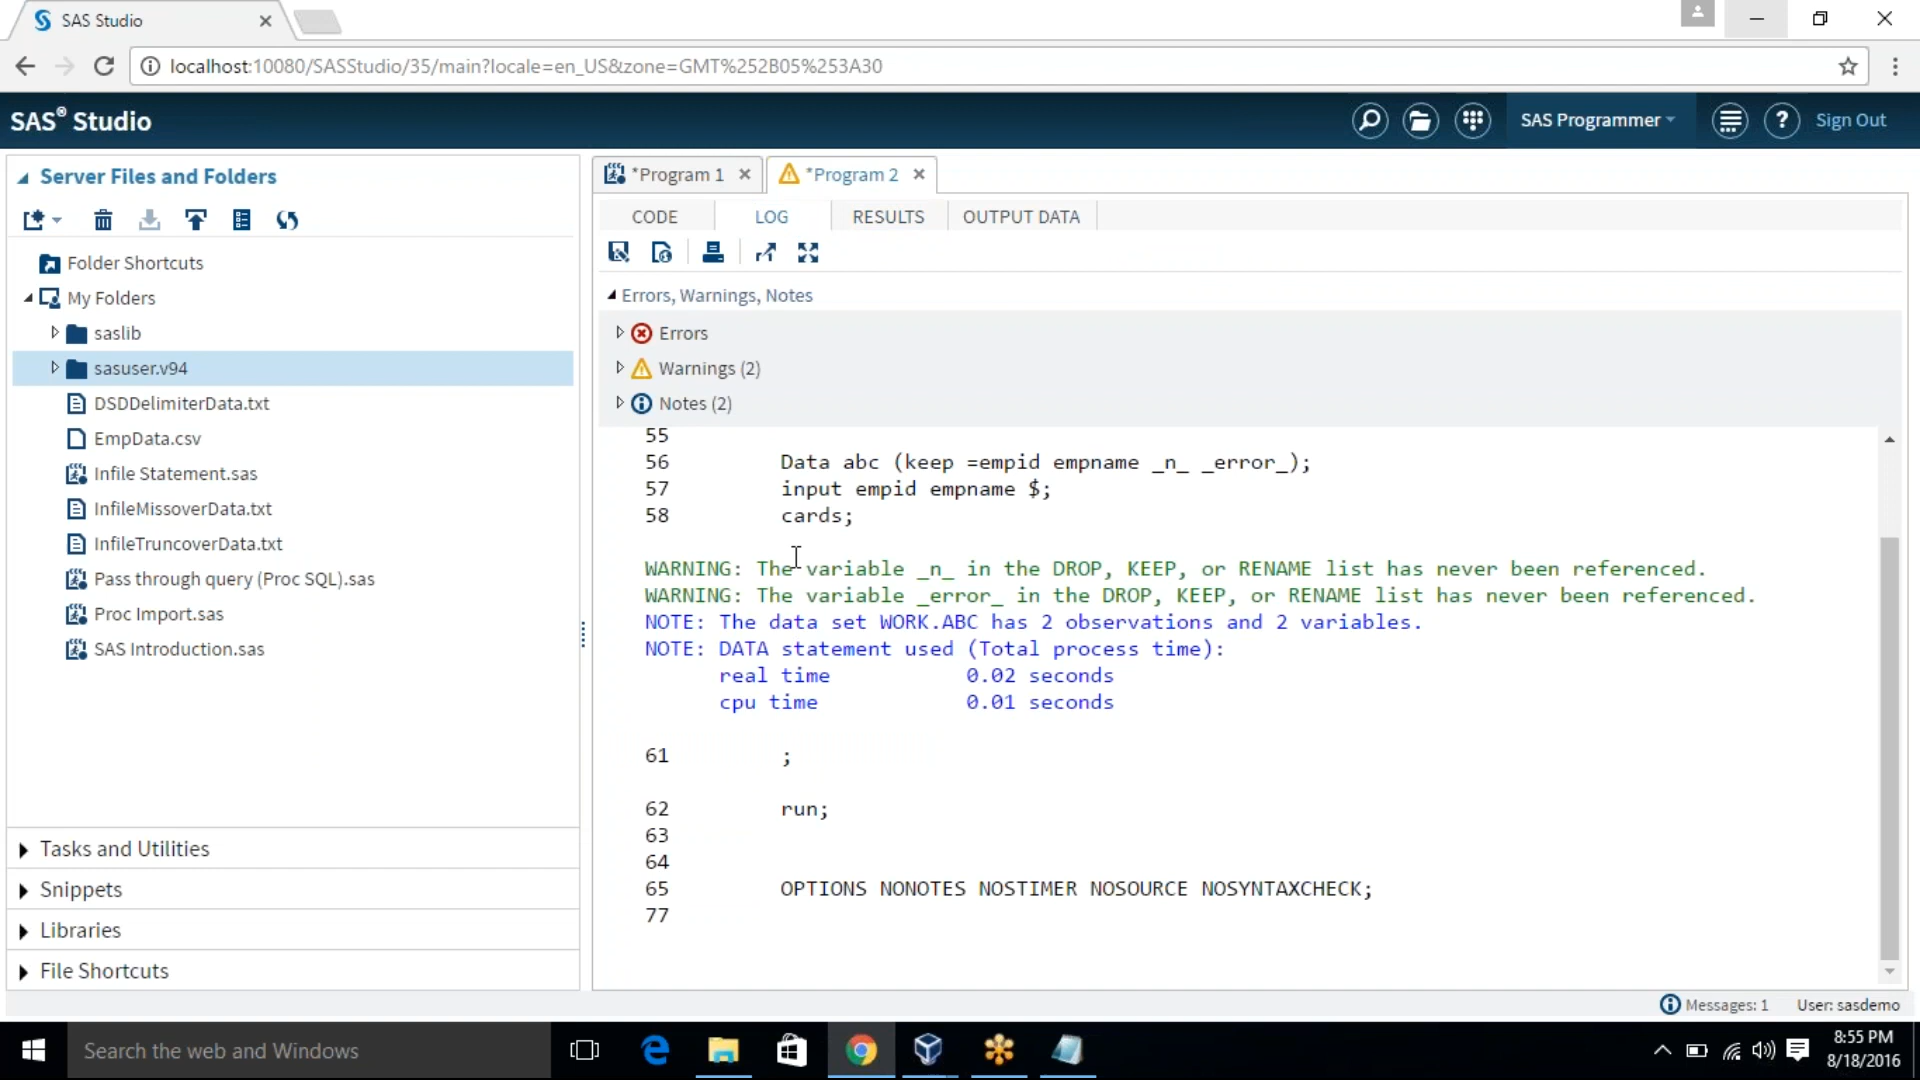 SAS Studio
localhost:10080/SASStudio/35/main?locale=en_US&zone=GMT%252B05%253A30
SAS® Studio
SAS Programmer
Sign Out
Server Files and Folders
Folder Shortcuts
My Folders
saslib
sasuser.v94
DSDDelimiterData.txt
EmpData.csv
Infile Statement.sas
InfileMissoverData.txt
InfileTruncoverData.txt
Pass through query (Proc SQL).sas
Proc Import.sas
SAS Introduction.sas
Tasks and Utilities
Snippets
Libraries
File Shortcuts
*Program 1
*Program 2
CODE LOG RESULTS OUTPUT DATA
Errors, Warnings, Notes
Errors
Warnings (2)
Notes (2)
55
56 Data abc (keep =empid empname _n_ _error_);
57 input empid empname $;
58 cards;
WARNING: The variable _n_ in the DROP, KEEP, or RENAME list has never been referenced.
WARNING: The variable _error_ in the DROP, KEEP, or RENAME list has never been referenced.
NOTE: The data set WORK.ABC has 2 observations and 2 variables.
NOTE: DATA statement used (Total process time):
real time 0.02 seconds
cpu time 0.01 seconds
61 ;
62 run;
63
64
65 OPTIONS NONOTES NOSTIMER NOSOURCE NOSYNTAXCHECK;
77
Messages: 1 User: sasdemo
Search the web and Windows
8:55 PM
8/18/2016